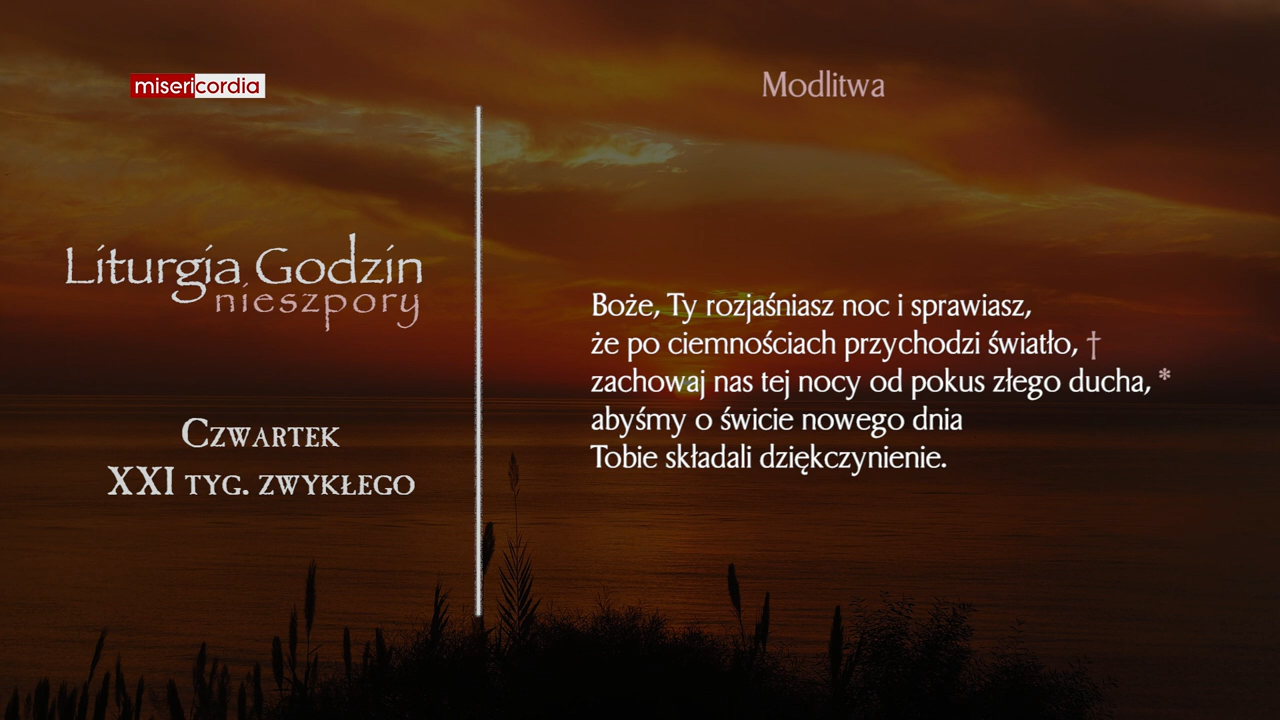 misericordia
Modlitwa
Liturgia Godzin
nieszpory
Czwartek
XXI tyg. zwykłego
Boże, Ty rozjaśniasz noc i sprawiasz,
że po ciemnościach przychodzi światło, †
zachowaj nas tej nocy od pokus złego ducha, *
abyśmy o świcie nowego dnia
Tobie składali dziękczynienie.